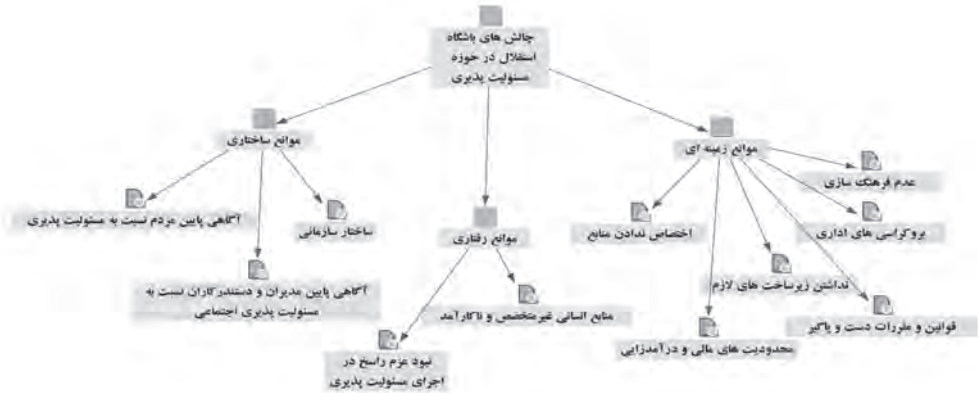 چالش های باشگاه
استقلال در حوزه
مسئولیت پذیری
موانع ساختاری
موانع زمینه ای
موانع رفتاری
عدم فرهنگ سازی
بروکراسی های اداری
قوانین و مقررات دست و پاگیر
نداشتن زیرساخت های لازم
محدودیت های مالی و درآمدزایی
اختصاص ندادن منابع
منابع انسانی غیرمتخصص و ناکارآمد
نبود عزم راسخ در
اجرای مسئولیت پذیری
ساختار سازمانی
آگاهی پایین مدیران و دستندرکاران نسبت به
مسئولیت پذیری اجتماعی
آگاهی پایین مردم نسبت به مسئولیت پذیری